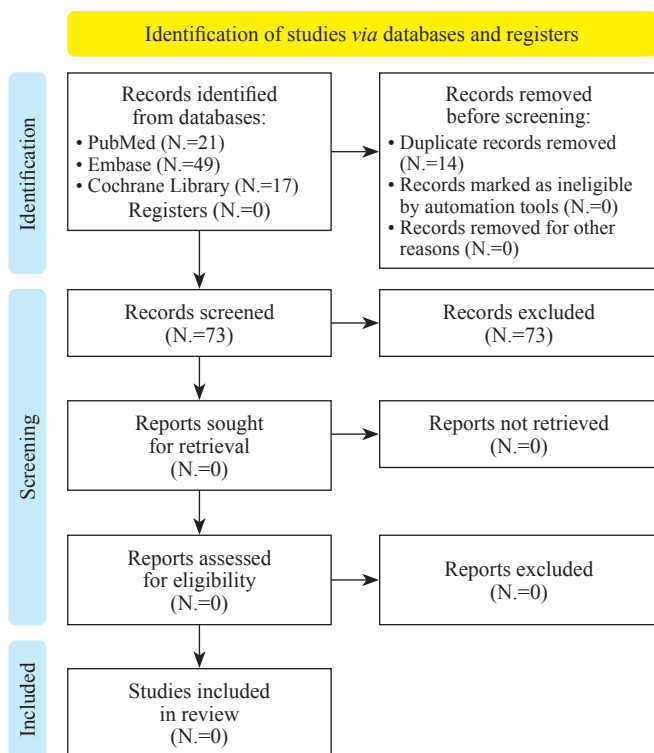 Identification of studies via databases and registers
Identification
Records identified
from databases:
• PubMed (N.=21)
• Embase (N.=49)
• Cochrane Library (N.=17)
Registers (N.=0)
Records removed
before screening:
• Duplicate records removed
(N.=14)
• Records marked as ineligible
by automation tools (N.=0)
• Records removed for other
reasons (N.=0)
Screening
Records screened
(N.=73)
Records excluded
(N.=73)
Reports sought
for retrieval
(N.=0)
Reports not retrieved
(N.=0)
Reports assessed
for eligibility
(N.=0)
Reports excluded
(N.=0)
Included
Studies included
in review
(N.=0)